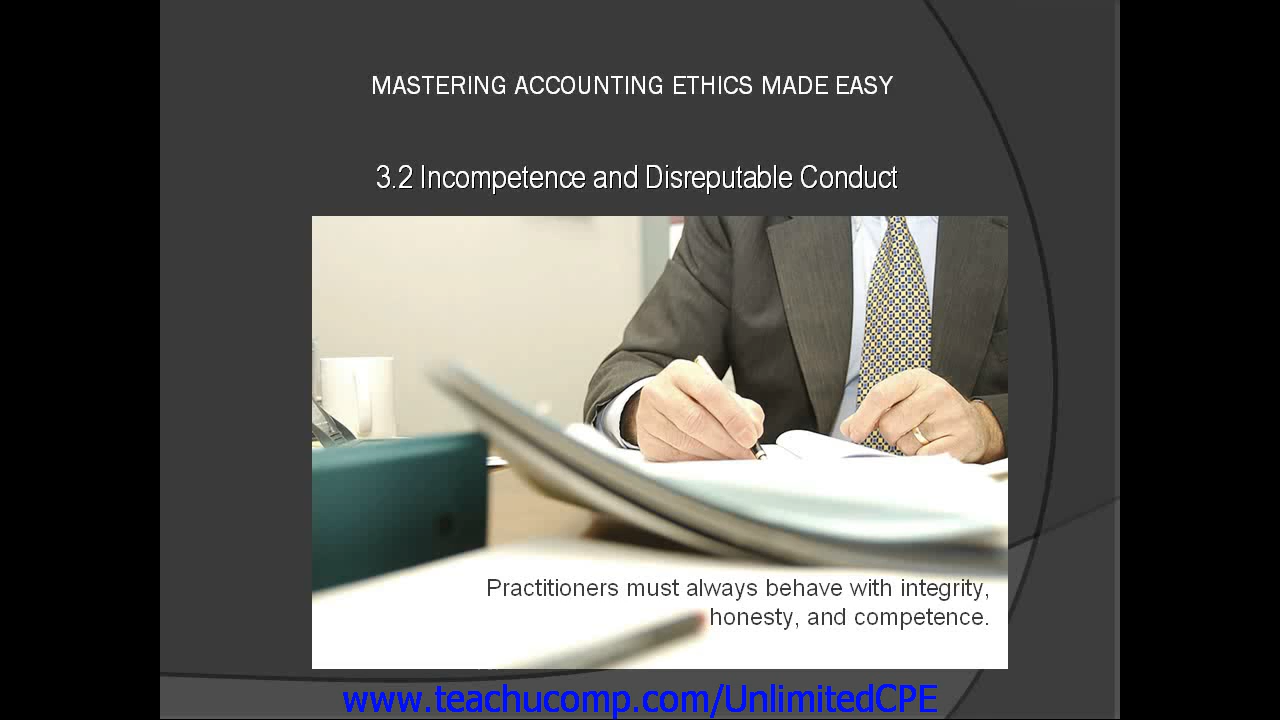 MASTERING ACCOUNTING ETHICS MADE EASY
3.2 Incompetence and Disreputable Conduct
Practitioners must always behave with integrity,
honesty, and competence.
www.teachucomp.com/UnlimitedCPE